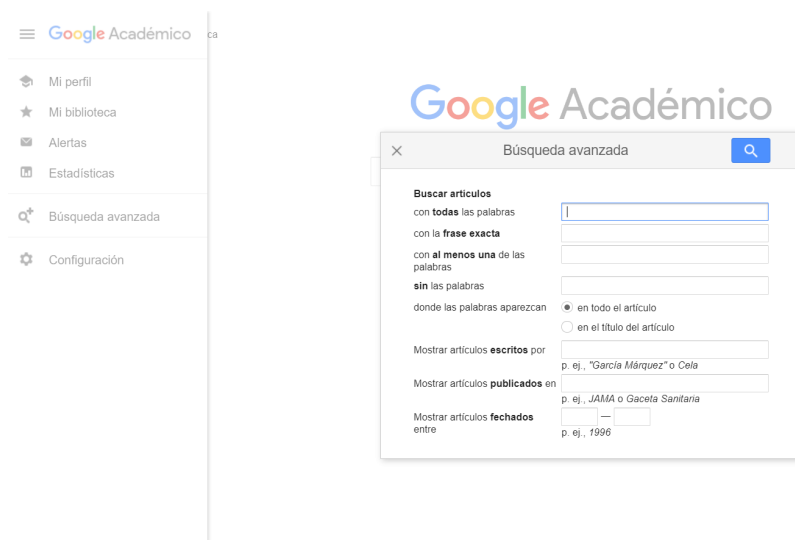 Google Académico
ca
Mi perfil
Mi biblioteca
Alertas
Estadísticas
Búsqueda avanzada
Configuración
Google Académico
Búsqueda avanzada
Buscar artículos
con todas las palabras
con la frase exacta
con al menos una de las
palabras
sin las palabras
donde las palabras aparezcan
en todo el artículo
en el título del artículo
Mostrar artículos escritos por
p. ej., "García Márquez" o Cela
Mostrar artículos publicados en
p. ej., JAMA o Gaceta Sanitaria
Mostrar artículos fechados
entre
—
p. ej., 1996